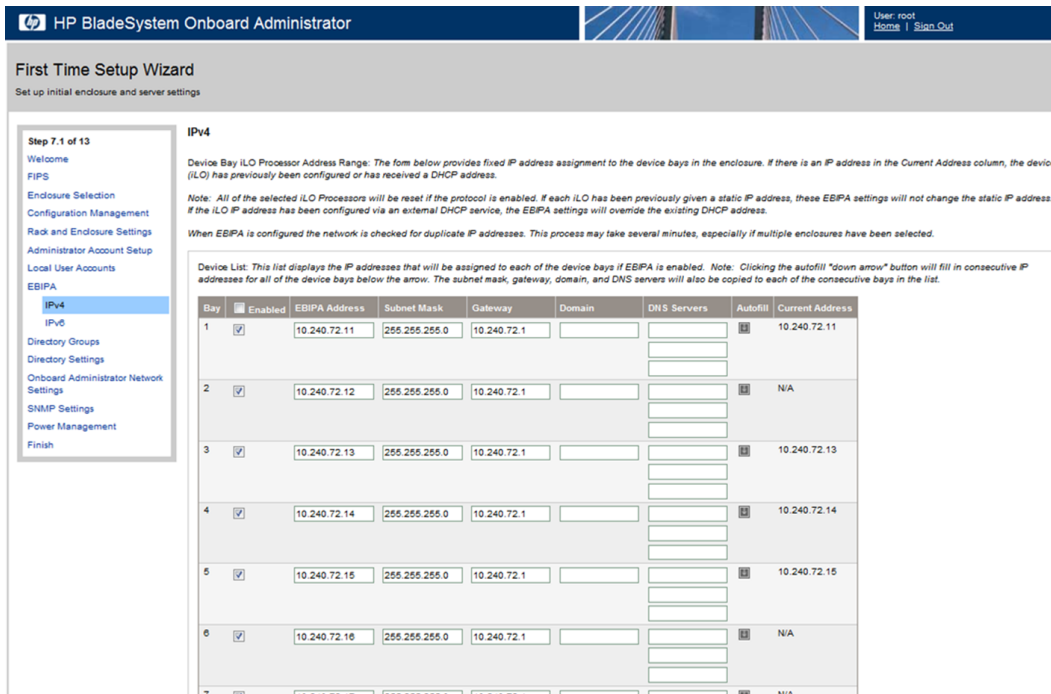 HP BladeSystem Onboard Administrator
User: root
Home | Sign Out
First Time Setup Wizard
Set up initial enclosure and server settings
Step 7.1 of 13
Welcome
FIPS
Enclosure Selection
Configuration Management
Rack and Enclosure Settings
Administrator Account Setup
Local User Accounts
EBIPA
IPv4
IPv6
Directory Groups
Directory Settings
Onboard Administrator Network
Settings
SNMP Settings
Power Management
Finish
IPv4
Device Bay iLO Processor Address Range: The form below provides fixed IP address assignment to the device bays in the enclosure. If there is an IP address in the Current Address column, the devic
(iLO) has previously been configured or has received a DHCP address.
Note: All of the selected iLO Processors will be reset if the protocol is enabled. If each iLO has been previously given a static IP address, these EBIPA settings will not change the static IP address
If the iLO IP address has been configured via an external DHCP service, the EBIPA settings will override the existing DHCP address.
When EBIPA is configured the network is checked for duplicate IP addresses. This process may take several minutes, especially if multiple enclosures have been selected.
Device List: This list displays the IP addresses that will be assigned to each of the device bays if EBIPA is enabled. Note: Clicking the autofill "down arrow" button will fill in consecutive IP
addresses for all of the device bays below the arrow. The subnet mask, gateway, domain, and DNS servers will also be copied to each of the consecutive bays in the list.
Bay Enabled EBIPA Address Subnet Mask Gateway Domain DNS Servers Autofill Current Address
1 10.240.72.11 255.255.255.0 10.240.72.1 10.240.72.11
2 10.240.72.12 255.255.255.0 10.240.72.1 N/A
3 10.240.72.13 255.255.255.0 10.240.72.1 10.240.72.13
4 10.240.72.14 255.255.255.0 10.240.72.1 10.240.72.14
5 10.240.72.15 255.255.255.0 10.240.72.1 10.240.72.15
6 10.240.72.16 255.255.255.0 10.240.72.1 N/A